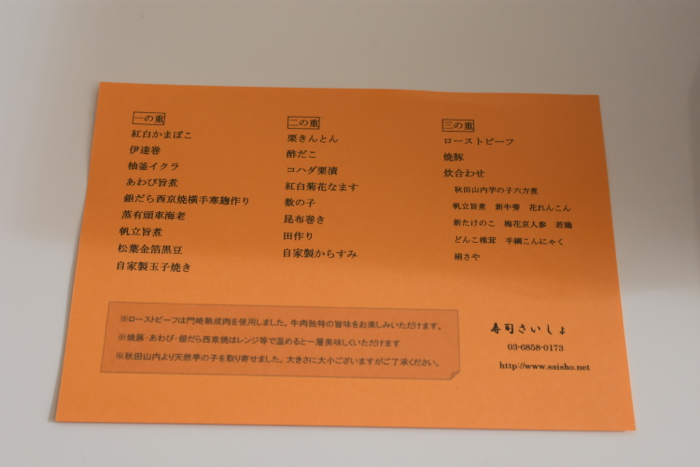 一の重
紅白かまぼこ
伊達巻
柚釜イクラ
あわび旨煮
銀だら西京焼横手寒麹作り
蒸有頭車海老
帆立旨煮
松葉金箔黒豆
自家製玉子焼き
二の重
栗きんとん
酢だこ
コハダ粟漬
紅白菊花なます
数の子
昆布巻き
田作り
自家製からすみ
三の重
ローストビーフ
焼豚
炊合わせ
秋田山内芋の子六方煮
帆立旨煮 新牛蒡 花れんこん
新たけのこ 梅花京人参 若鶏
どんこ椎茸 手綱こんにゃく
絹さや
※ローストビーフは門崎熟成肉を使用しました。牛肉独特の旨味をお楽しみいただけます。
※焼豚・あわび・銀だら西京焼はレンジ等で温めると一層美味しくいただけます
※秋田山内より天然芋の子を取り寄せました。大きさに大小ございますがご了承ください。
寿司さいしょ
03-6858-0173
http://www.saisho.net